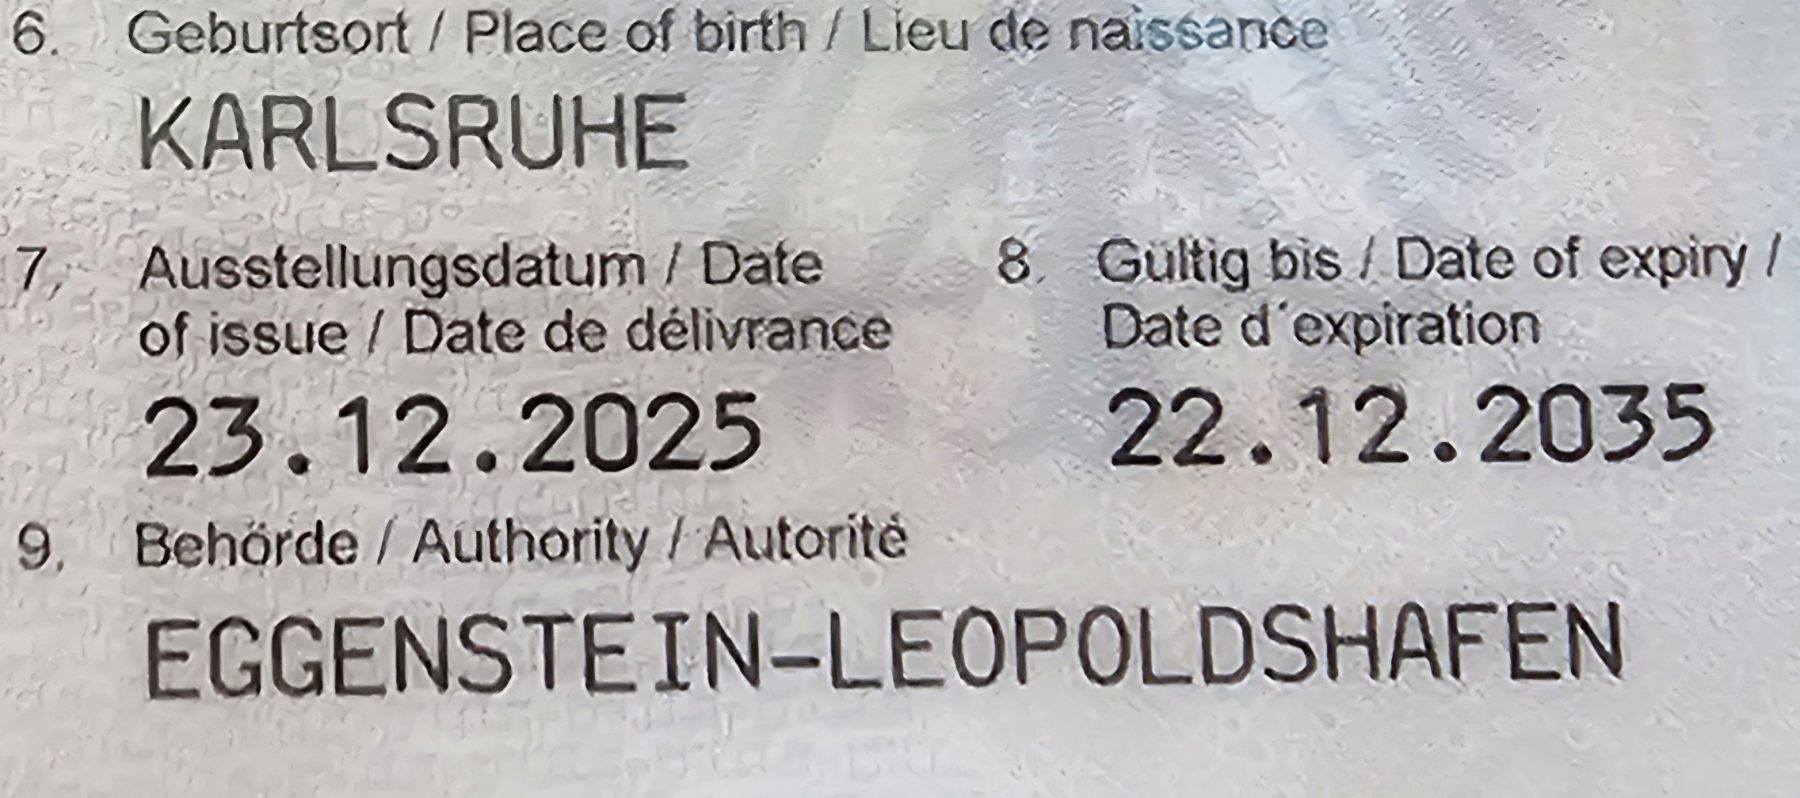 6. Geburtsort / Place of birth / Lieu de naissance
KARLSRUHE
7. Ausstellungsdatum / Date of issue / Date de délivrance
23.12.2025
8. Gültig bis / Date of expiry / Date d´expiration
22.12.2035
9. Behörde / Authority / Autorité
EGGENSTEIN-LEOPOLDSHAFEN